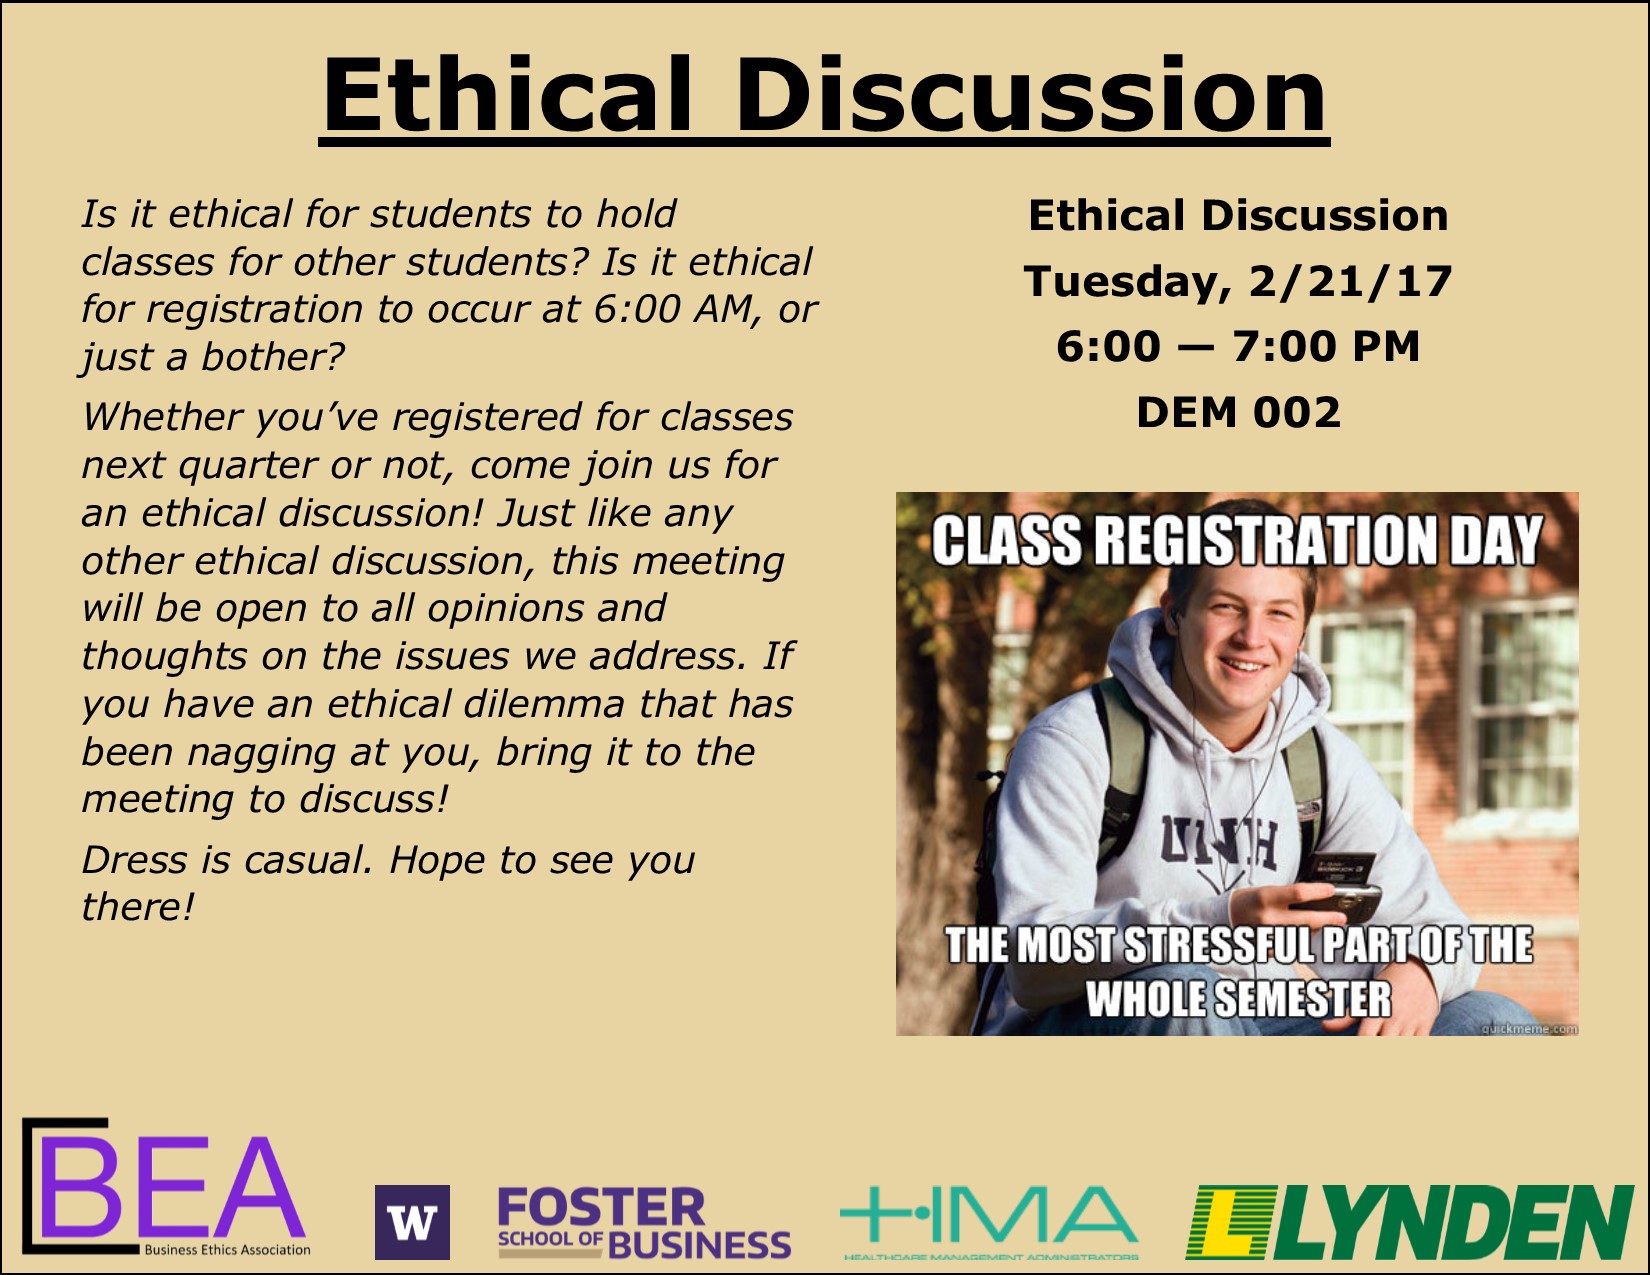 Ethical Discussion
Is it ethical for students to hold
classes for other students? Is it ethical
for registration to occur at 6:00 AM, or
just a bother?
Whether you’ve registered for classes
next quarter or not, come join us for
an ethical discussion! Just like any
other ethical discussion, this meeting
will be open to all opinions and
thoughts on the issues we address. If
you have an ethical dilemma that has
been nagging at you, bring it to the
meeting to discuss!
Dress is casual. Hope to see you
there!
Ethical Discussion
Tuesday, 2/21/17
6:00 — 7:00 PM
DEM 002
CLASS REGISTRATION DAY
UNH
THE MOST STRESSFUL PART OF THE
WHOLE SEMESTER
quickmeme.com
BEA
Business Ethics Association
W
FOSTER
SCHOOL OF BUSINESS
HMA
HEALTHCARE MANAGEMENT ADMINISTRATORS
L LYNDEN